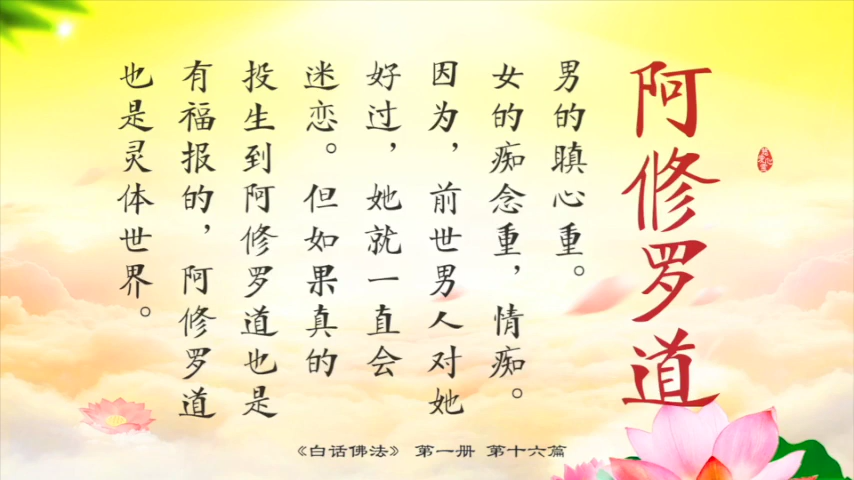 阿修罗道
男的瞋心重。
女的痴念重，情痴。
因为，前世男人对她
好过，她就一直会
迷恋。但如果真的
投生到阿修罗道也是
有福报的，阿修罗道
也是灵体世界。
《白话佛法》 第一册 第十六篇